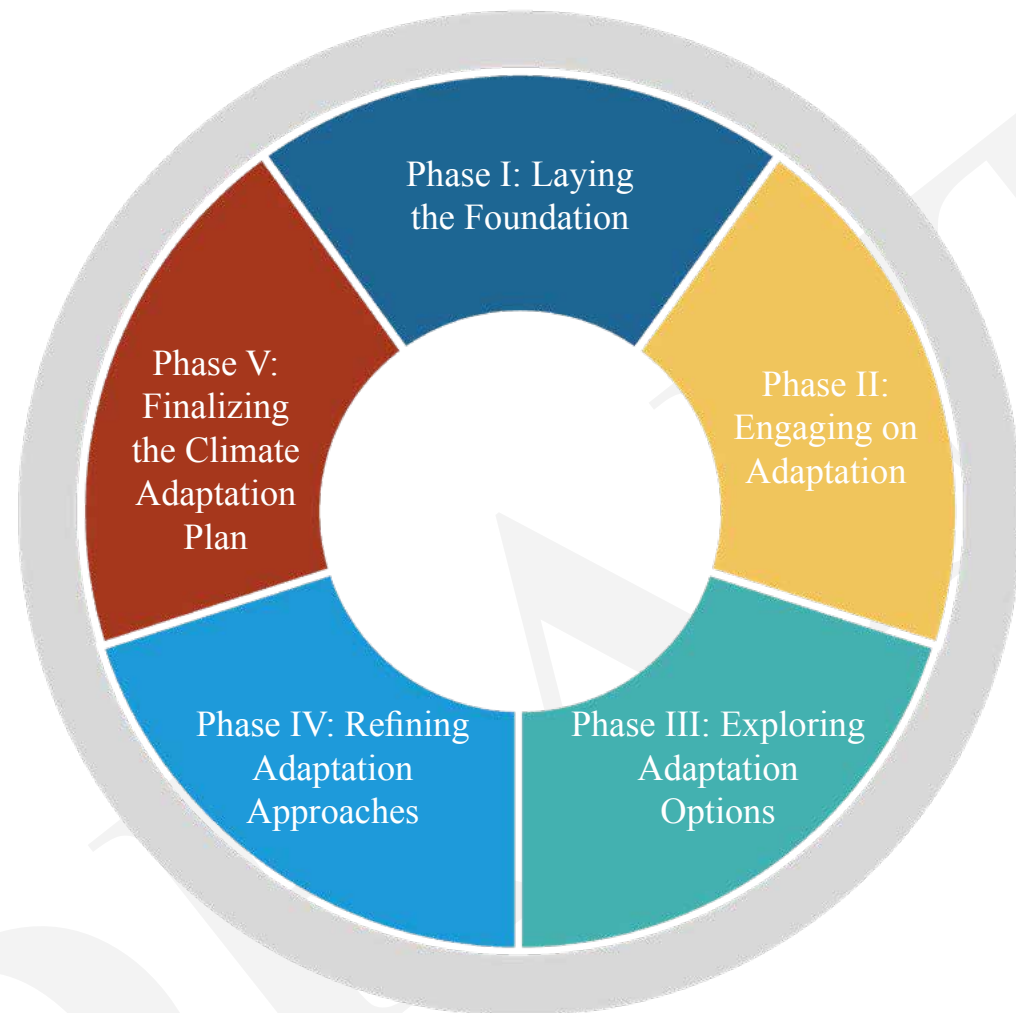 Phase I: Laying
the Foundation
Phase II:
Engaging on
Adaptation
Phase III: Exploring
Adaptation
Options
Phase IV: Refining
Adaptation
Approaches
Phase V:
Finalizing
the Climate
Adaptation
Plan